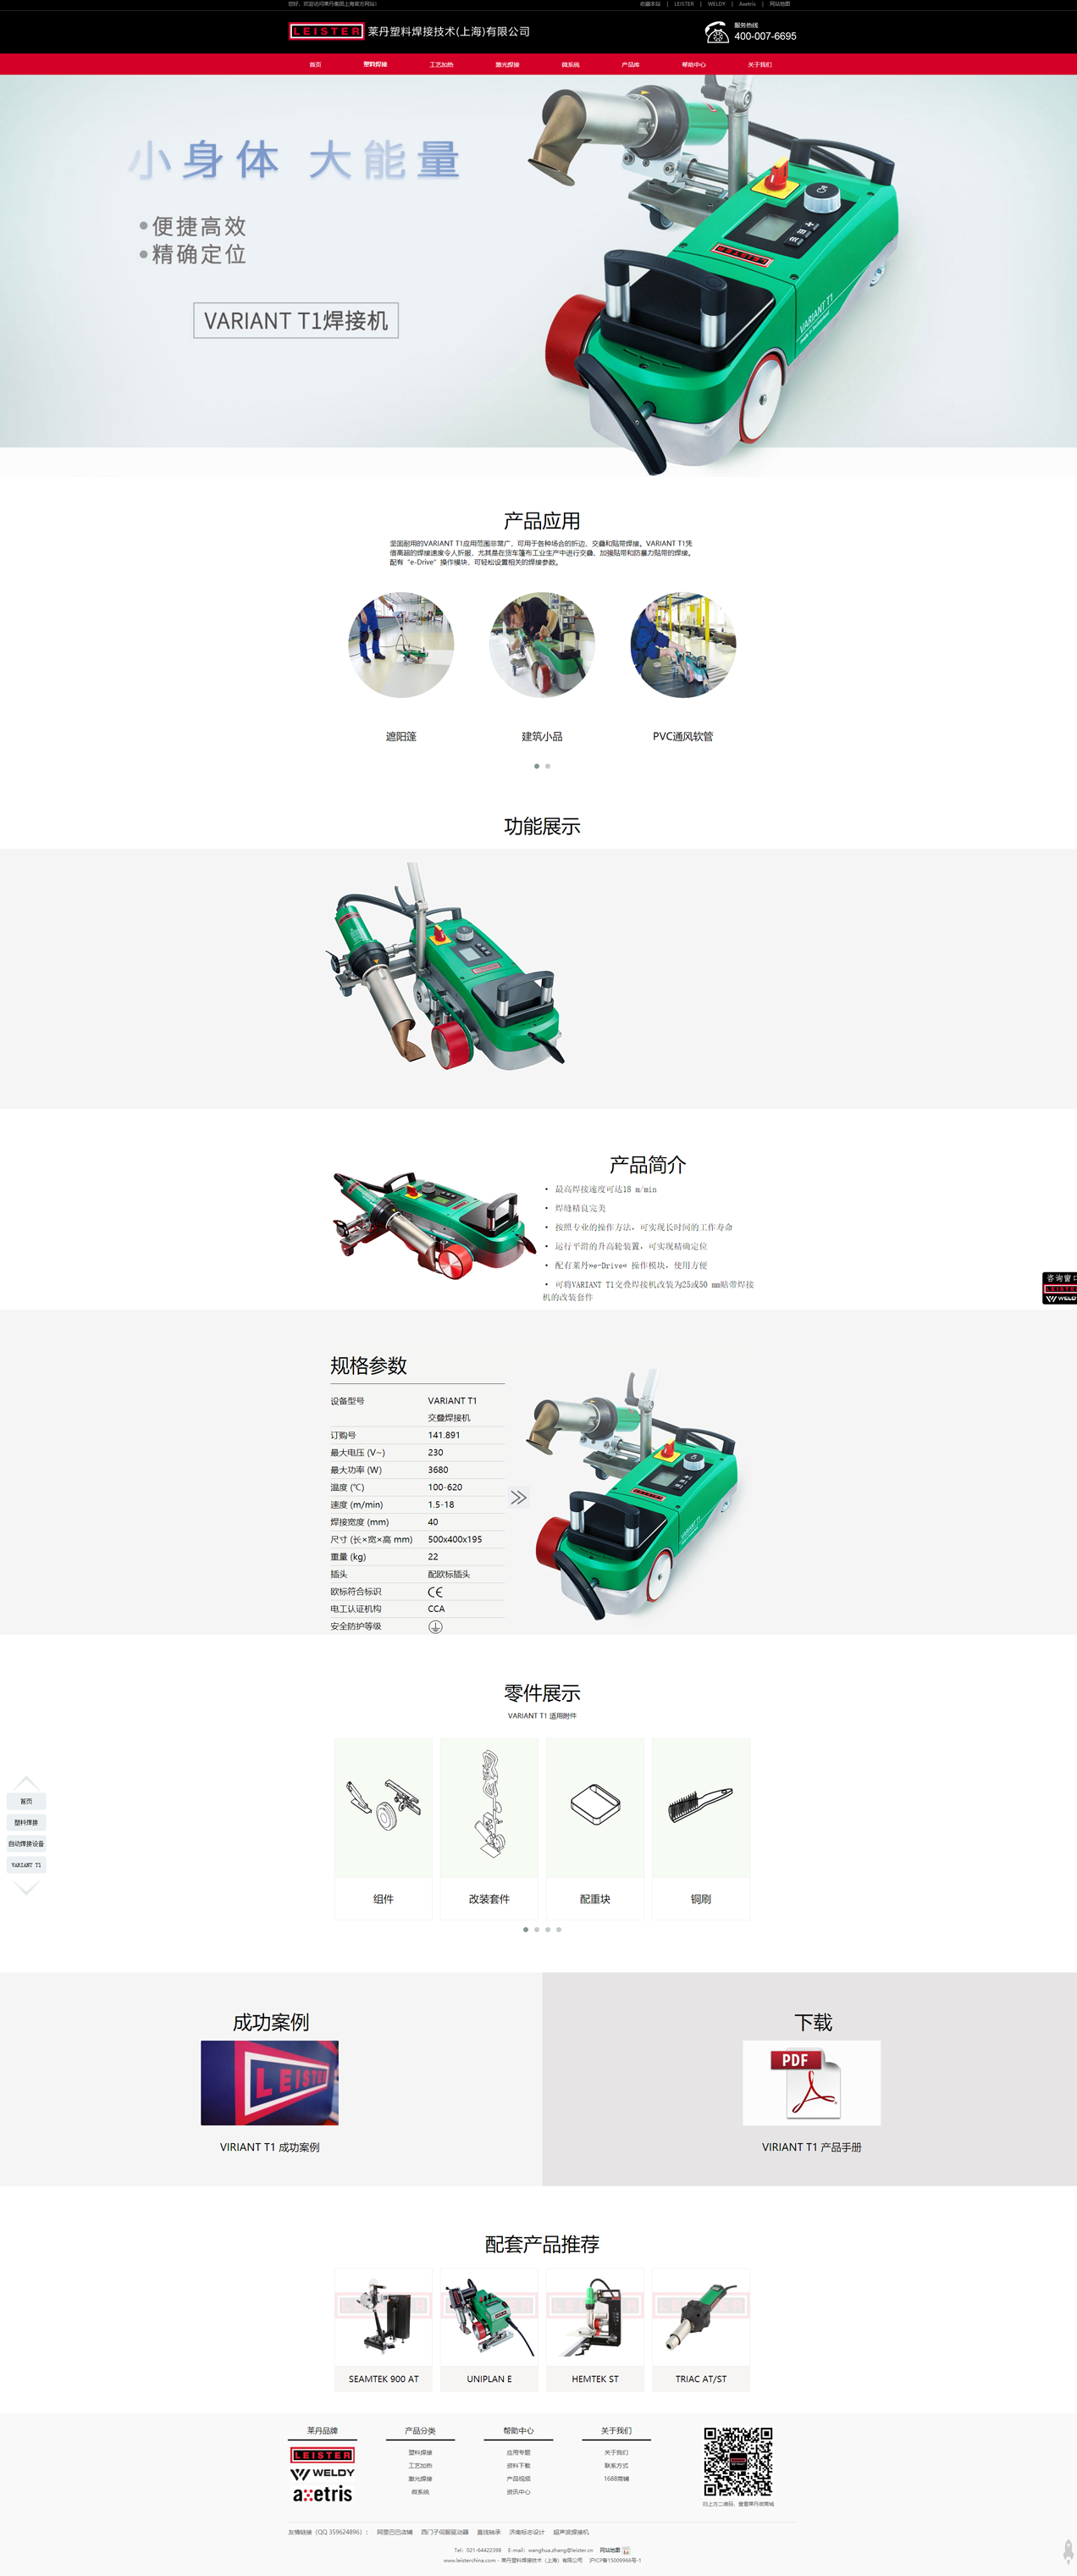 您好，欢迎访问莱丹集团上海官方网站！
收藏本站 | LEISTER | WELDY | Axetris | 网站地图
LEISTER 莱丹塑料焊接技术(上海)有限公司
服务热线
400-007-6695
首页 塑料焊接 工艺加热 激光焊接 微系统 产品库 帮助中心 关于我们
小身体 大能量
•便捷高效
•精确定位
VARIANT T1焊接机
LEISTER
VARIANT T1
产品应用
坚固耐用的VARIANT T1应用范围非常广，可用于各种场合的折边、交叠和贴带焊接。VARIANT T1凭
借高超的焊接速度令人折服，尤其是在货车篷布工业生产中进行交叠、加强贴带和防暴力贴带的焊接。
配有“e-Drive”操作模块，可轻松设置相关的焊接参数。
遮阳篷
建筑小品
PVC通风软管
功能展示
产品简介
• 最高焊接速度可达18 m/min
• 焊缝精良完美
• 按照专业的操作方法，可实现长时间的工作寿命
• 运行平滑的升高轮装置，可实现精确定位
• 配有莱丹»e-Drive« 操作模块，使用方便
• 可将VARIANT T1交叠焊接机改装为25或50 mm贴带焊接
机的改装套件
咨询窗口
LEISTER
WELDY
规格参数
设备型号 VARIANT T1
交叠焊接机
订购号 141.891
最大电压 (V~) 230
最大功率 (W) 3680
温度 (℃) 100-620
速度 (m/min) 1.5-18
焊接宽度 (mm) 40
尺寸 (长×宽×高 mm) 500x400x195
重量 (kg) 22
插头 配欧标插头
欧标符合标识 CE
电工认证机构 CCA
安全防护等级
零件展示
VARIANT T1 适用附件
首页
塑料焊接
自动焊接设备
VARIANT T1
组件
改装套件
配重块
铜刷
成功案例
LEISTER
VIRIANT T1 成功案例
下载
PDF
VIRIANT T1 产品手册
配套产品推荐
SEAMTEK 900 AT
UNIPLAN E
HEMTEK ST
TRIAC AT/ST
莱丹品牌 产品分类 帮助中心 关于我们
LEISTER
WELDY
axetris
塑料焊接
工艺加热
激光焊接
微系统
应用专题
资料下载
产品视频
资讯中心
关于我们
联系方式
1688商铺
扫上方二维码，查看莱丹微商城
友情链接（QQ 359624896）： 阿里巴巴店铺 西门子伺服驱动器 直线轴承 济南标志设计 超声波焊接机
Tel：021-64422398 E-mail：wanghua.zhang@leister.cn 网站地图
www.leisterchina.com - 莱丹塑料焊接技术（上海）有限公司 沪ICP备15009966号-1